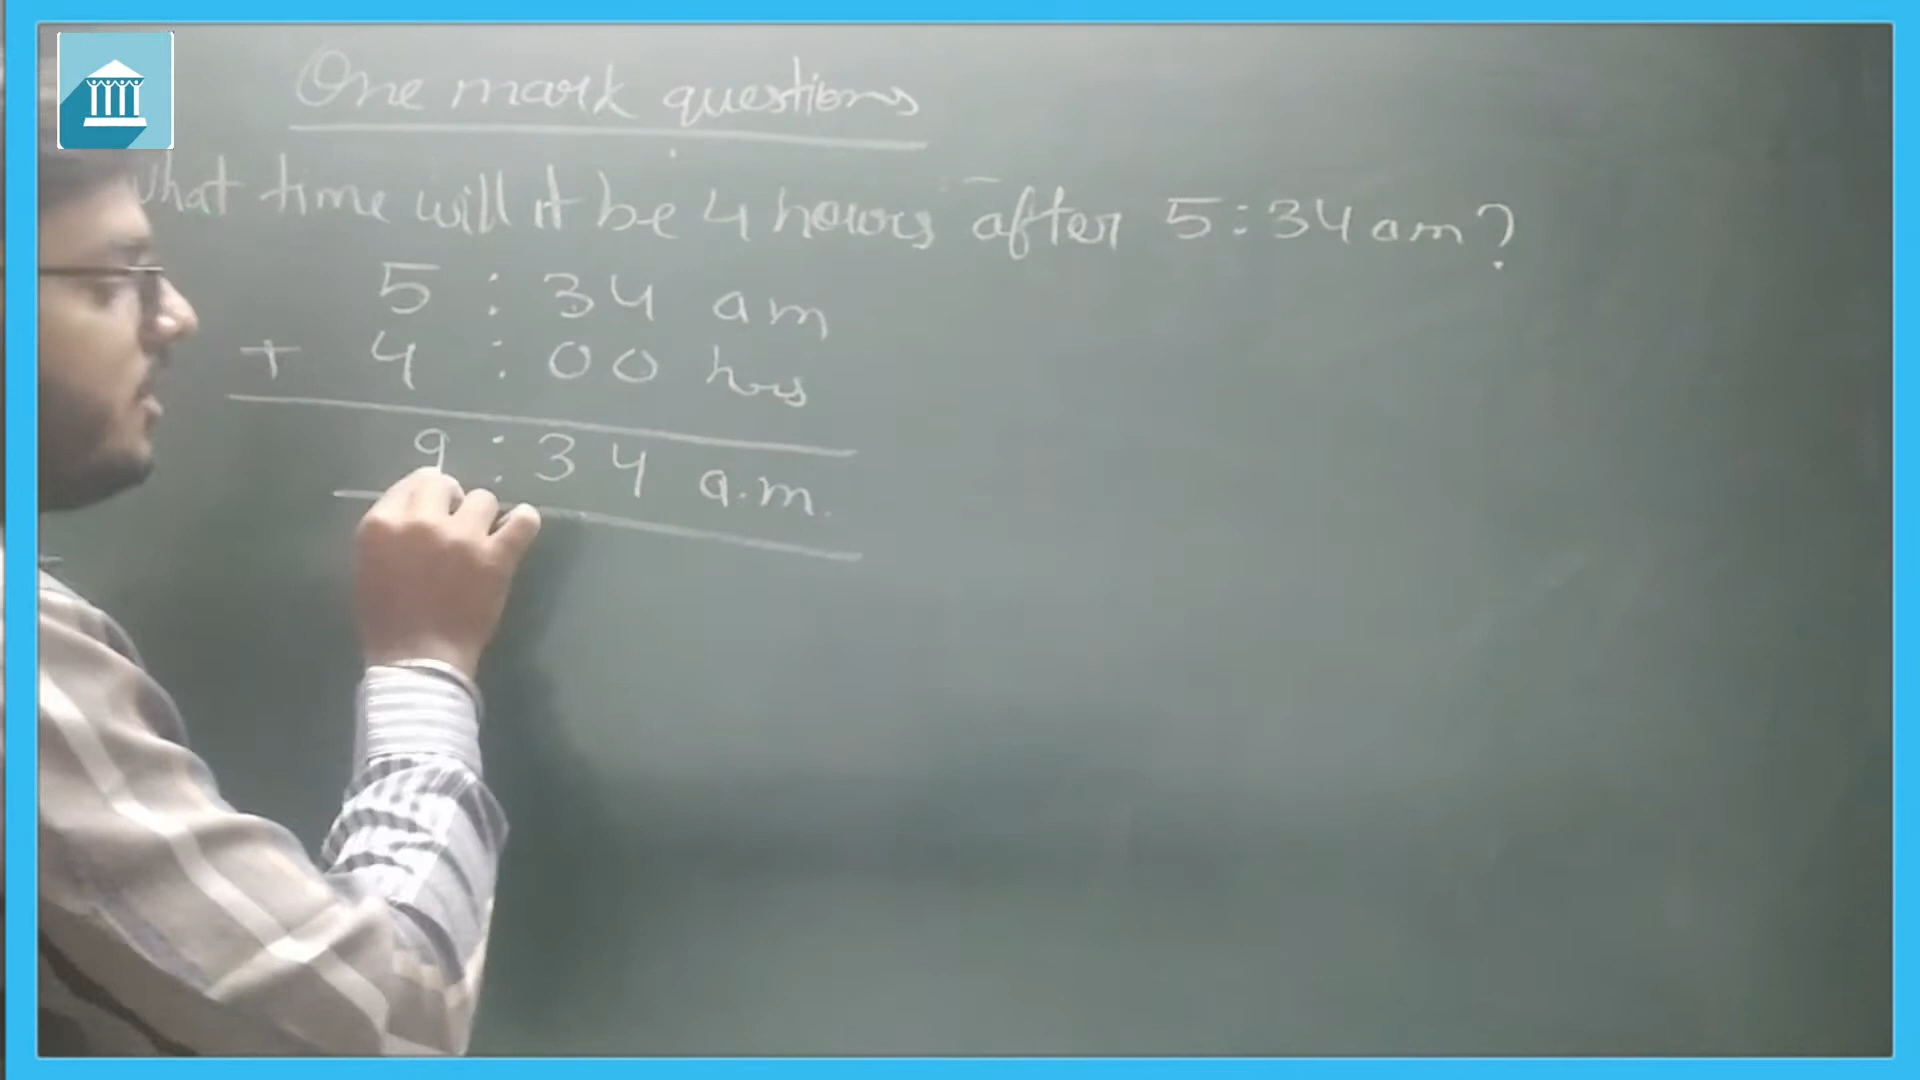 One mark questions
What time will it be 4 hours after 5:34 am?
5 : 34 am
+ 4 : 00 hrs
9 : 34 a.m.